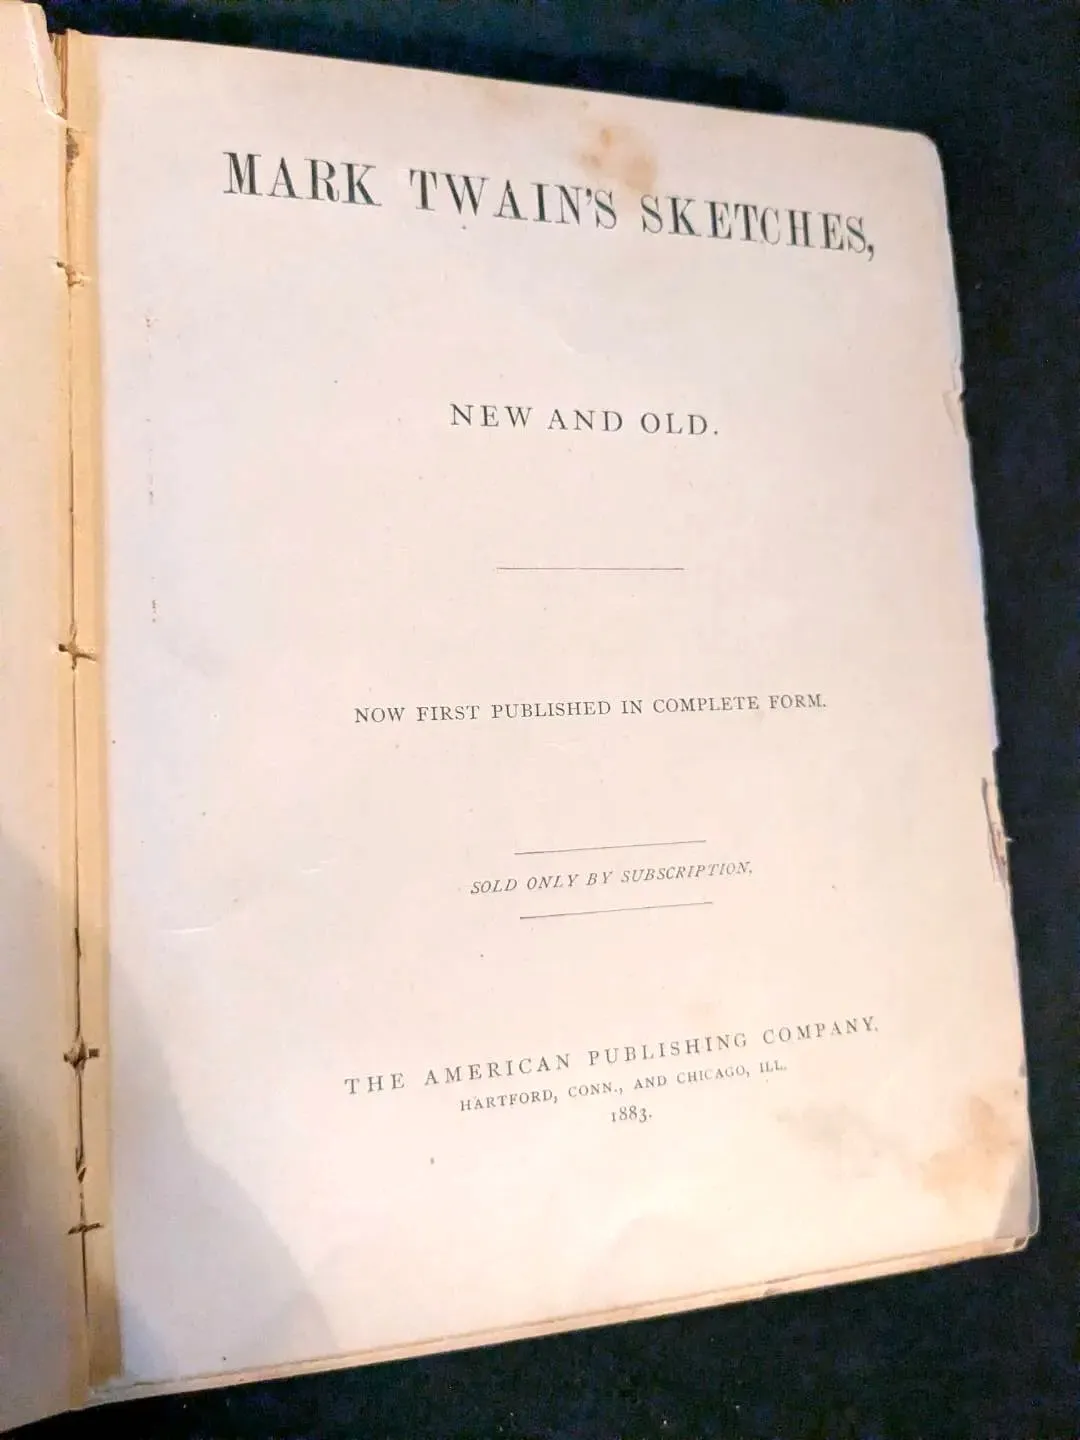 MARK TWAIN'S SKETCHES,
NEW AND OLD.
NOW FIRST PUBLISHED IN COMPLETE FORM.
SOLD ONLY BY SUBSCRIPTION.
THE AMERICAN PUBLISHING COMPANY,
HARTFORD, CONN., AND CHICAGO, ILL.
1883.